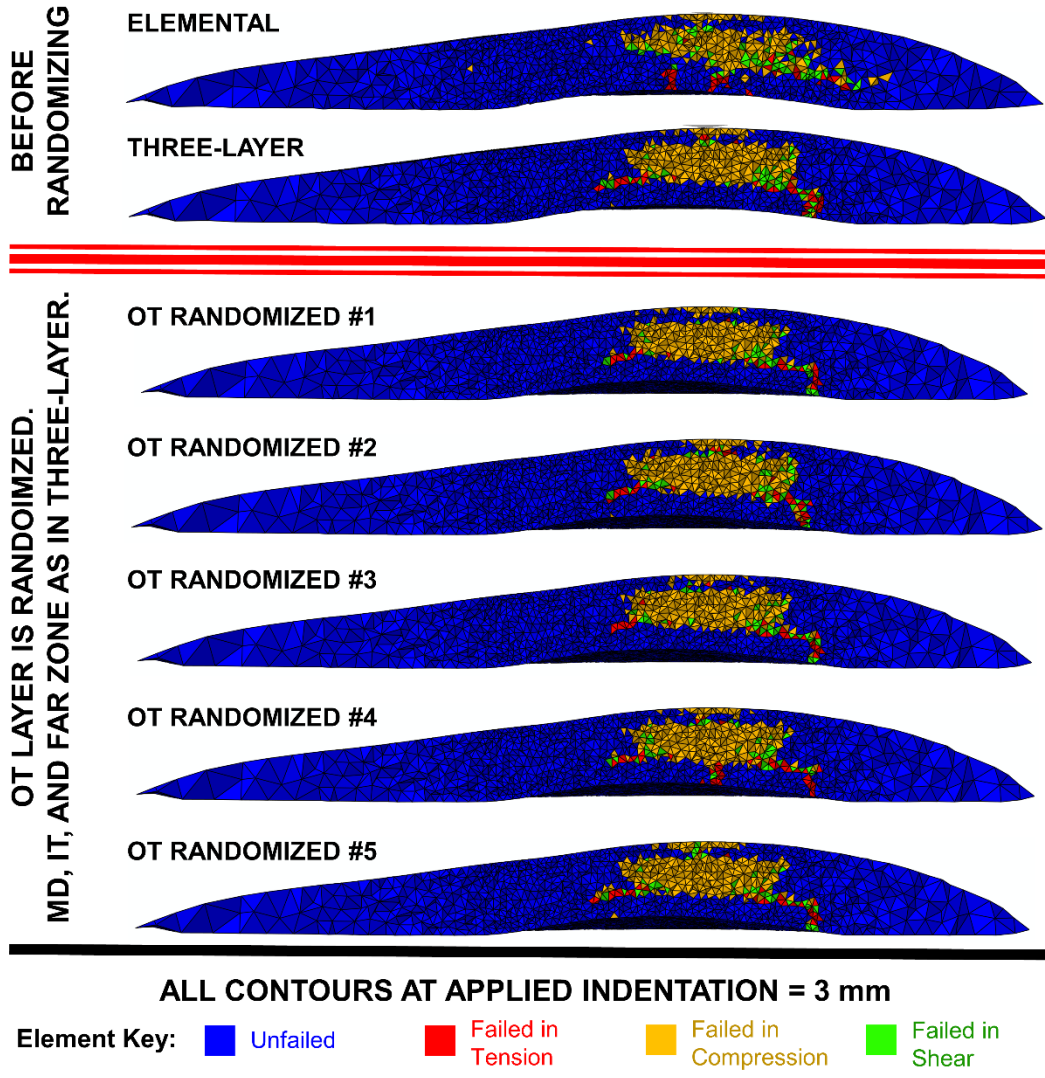 BEFORE
RANDOMIZING
ELEMENTAL
THREE-LAYER
OT LAYER IS RANDOIMZED.
MD, IT, AND FAR ZONE AS IN THREE-LAYER.
OT RANDOMIZED #1
OT RANDOMIZED #2
OT RANDOMIZED #3
OT RANDOMIZED #4
OT RANDOMIZED #5
ALL CONTOURS AT APPLIED INDENTATION = 3 mm
Element Key:
Unfailed
Failed in
Tension
Failed in
Compression
Failed in
Shear